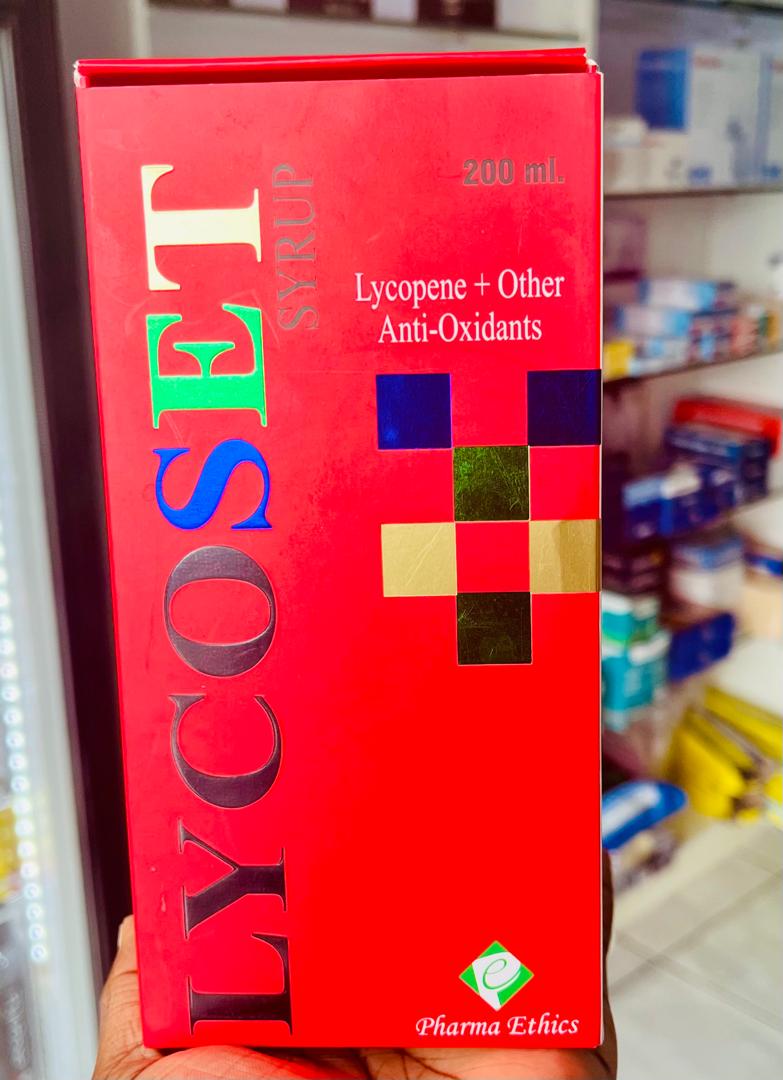 LYCOSET
SYRUP
200 ml.
Lycopene + Other
Anti-Oxidants
Pharma Ethics